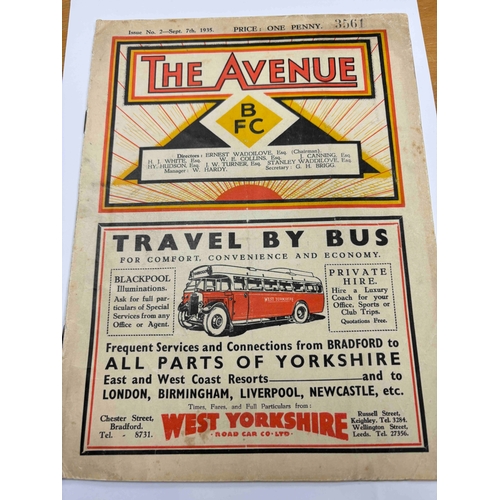 Issue No. 2—Sept. 7th, 1935. PRICE: ONE PENNY. 3561
THE AVENUE
B
FC
Directors: ERNEST WADDILOVE, Esq. (Chairman).
H. I. WHITE, Esq. W. E. COLLINS, Esq. J. CANNING, Esq.
HY. HUDSON, Esq. J. W. TURNER, Esq. STANLEY WADDILOVE, Esq.
Manager: W. HARDY. Secretary: G. H. BRIGG.
TRAVEL BY BUS
FOR COMFORT, CONVENIENCE AND ECONOMY.
BLACKPOOL
Illuminations.
Ask for full par-
ticulars of Special
Services from any
Office or Agent.
WEST YORKSHIRE
PRIVATE
HIRE.
Hire a Luxury
Coach for your
Office, Sports or
Club Trips.
Quotations Free.
Frequent Services and Connections from BRADFORD to
ALL PARTS OF YORKSHIRE
East and West Coast Resorts and to
LONDON, BIRMINGHAM, LIVERPOOL, NEWCASTLE, etc.
Times, Fares, and Full Particulars from:
Chester Street,
Bradford.
Tel. - 8731.
WEST YORKSHIRE
ROAD CAR CO. LTD.
Russell Street,
Keighley. Tel. 3284.
Wellington Street,
Leeds. Tel. 27356.